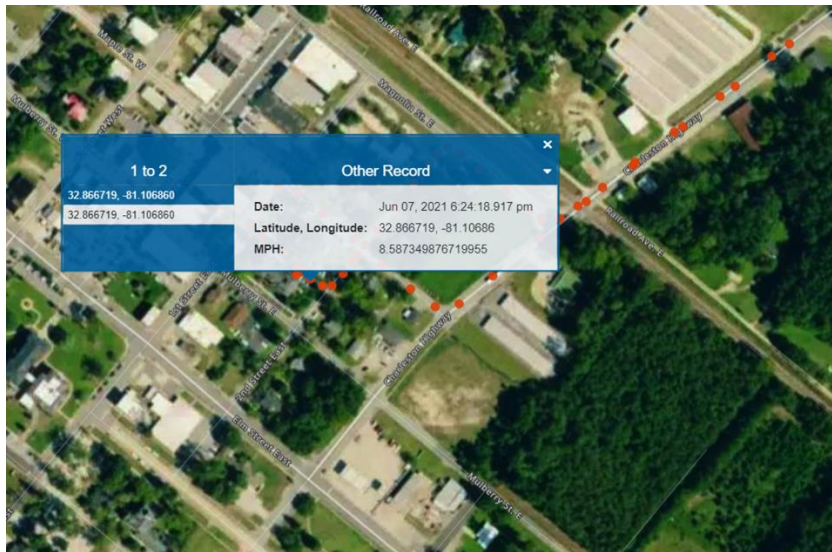 Railroad Ave. E
Maple St. W
Magnolia St. E
Mulberry St.
×
1 to 2
Other Record
32.866719, -81.106860
32.866719, -81.106860
Date: Jun 07, 2021 6:24:18.917 pm
Latitude, Longitude: 32.866719, -81.10686
MPH: 8.587349876719955
Charleston Highway
Railroad Ave. E
1st Street East
Mulberry St. E
2nd Street East
Charleston Highway
Elm Street East
Mulberry St. E